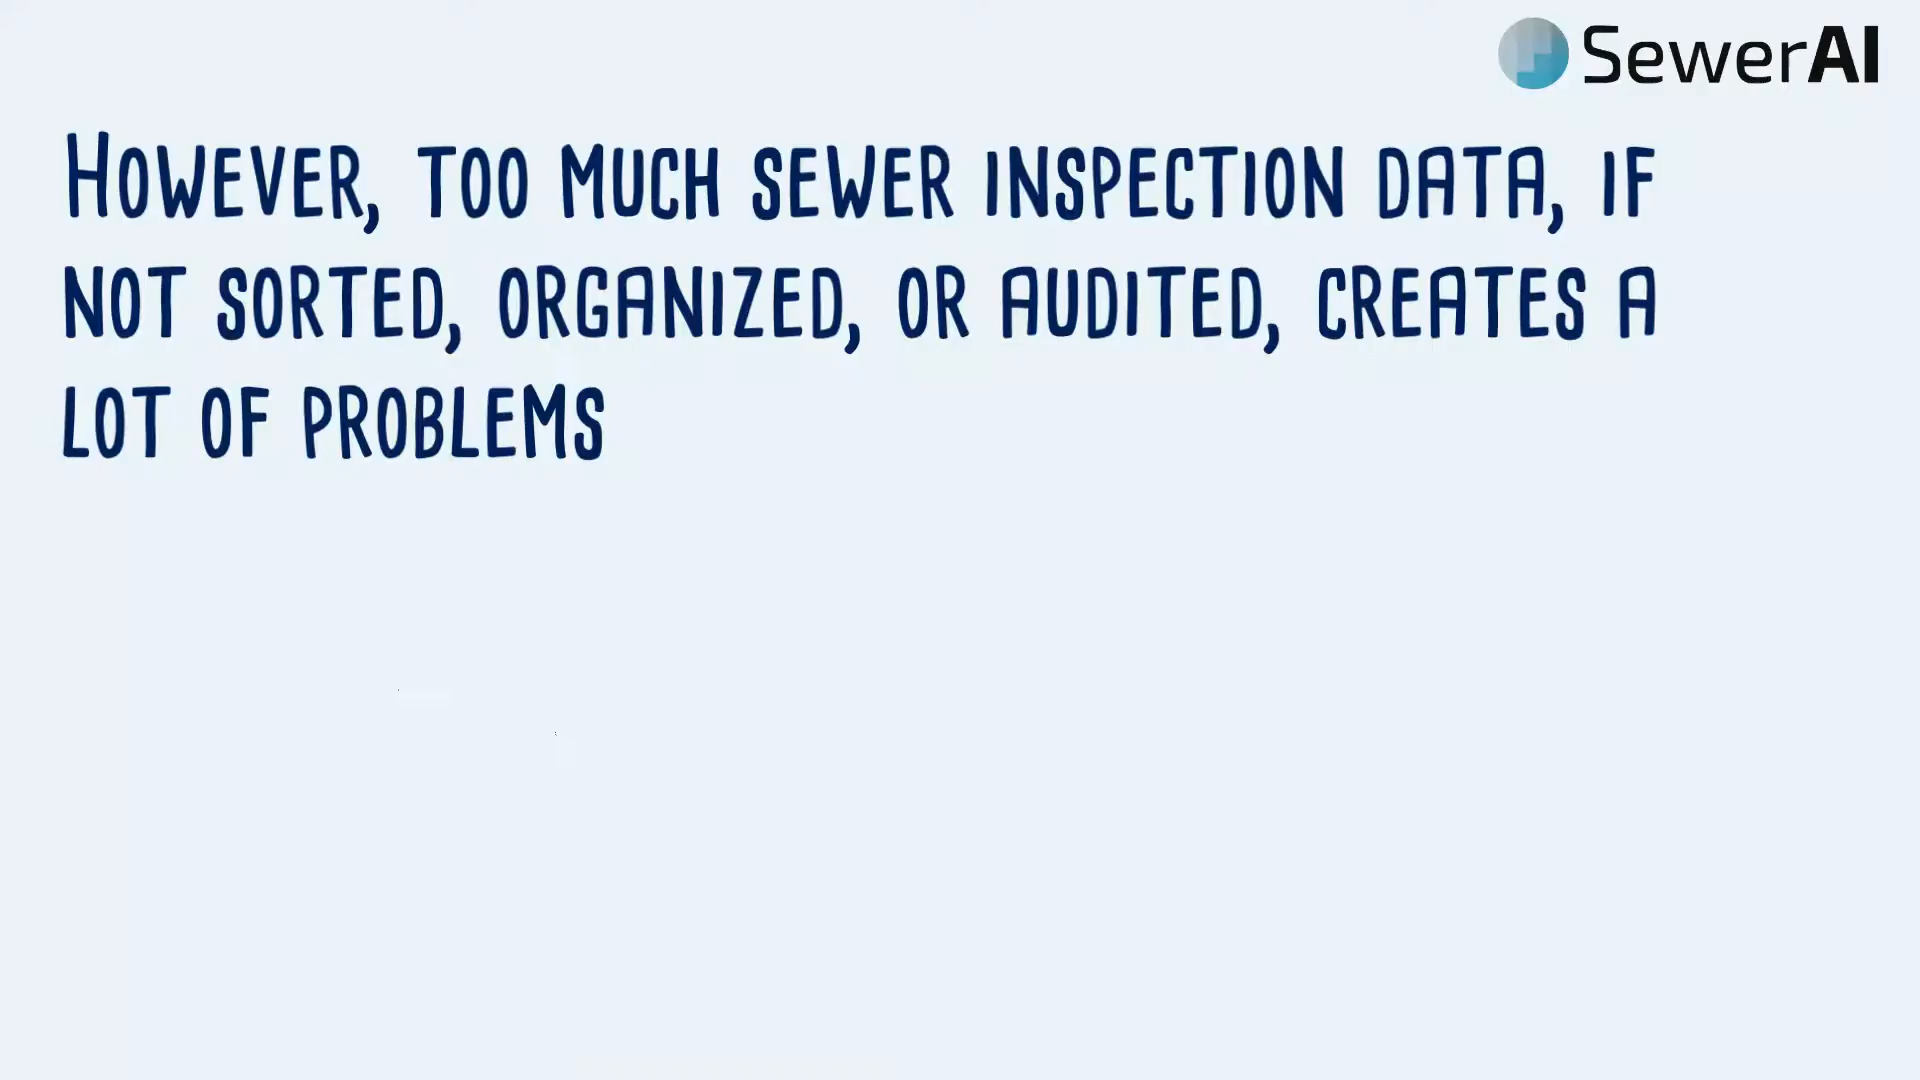 SewerAI
However, too much sewer inspection data, if
not sorted, organized, or audited, creates a
lot of problems